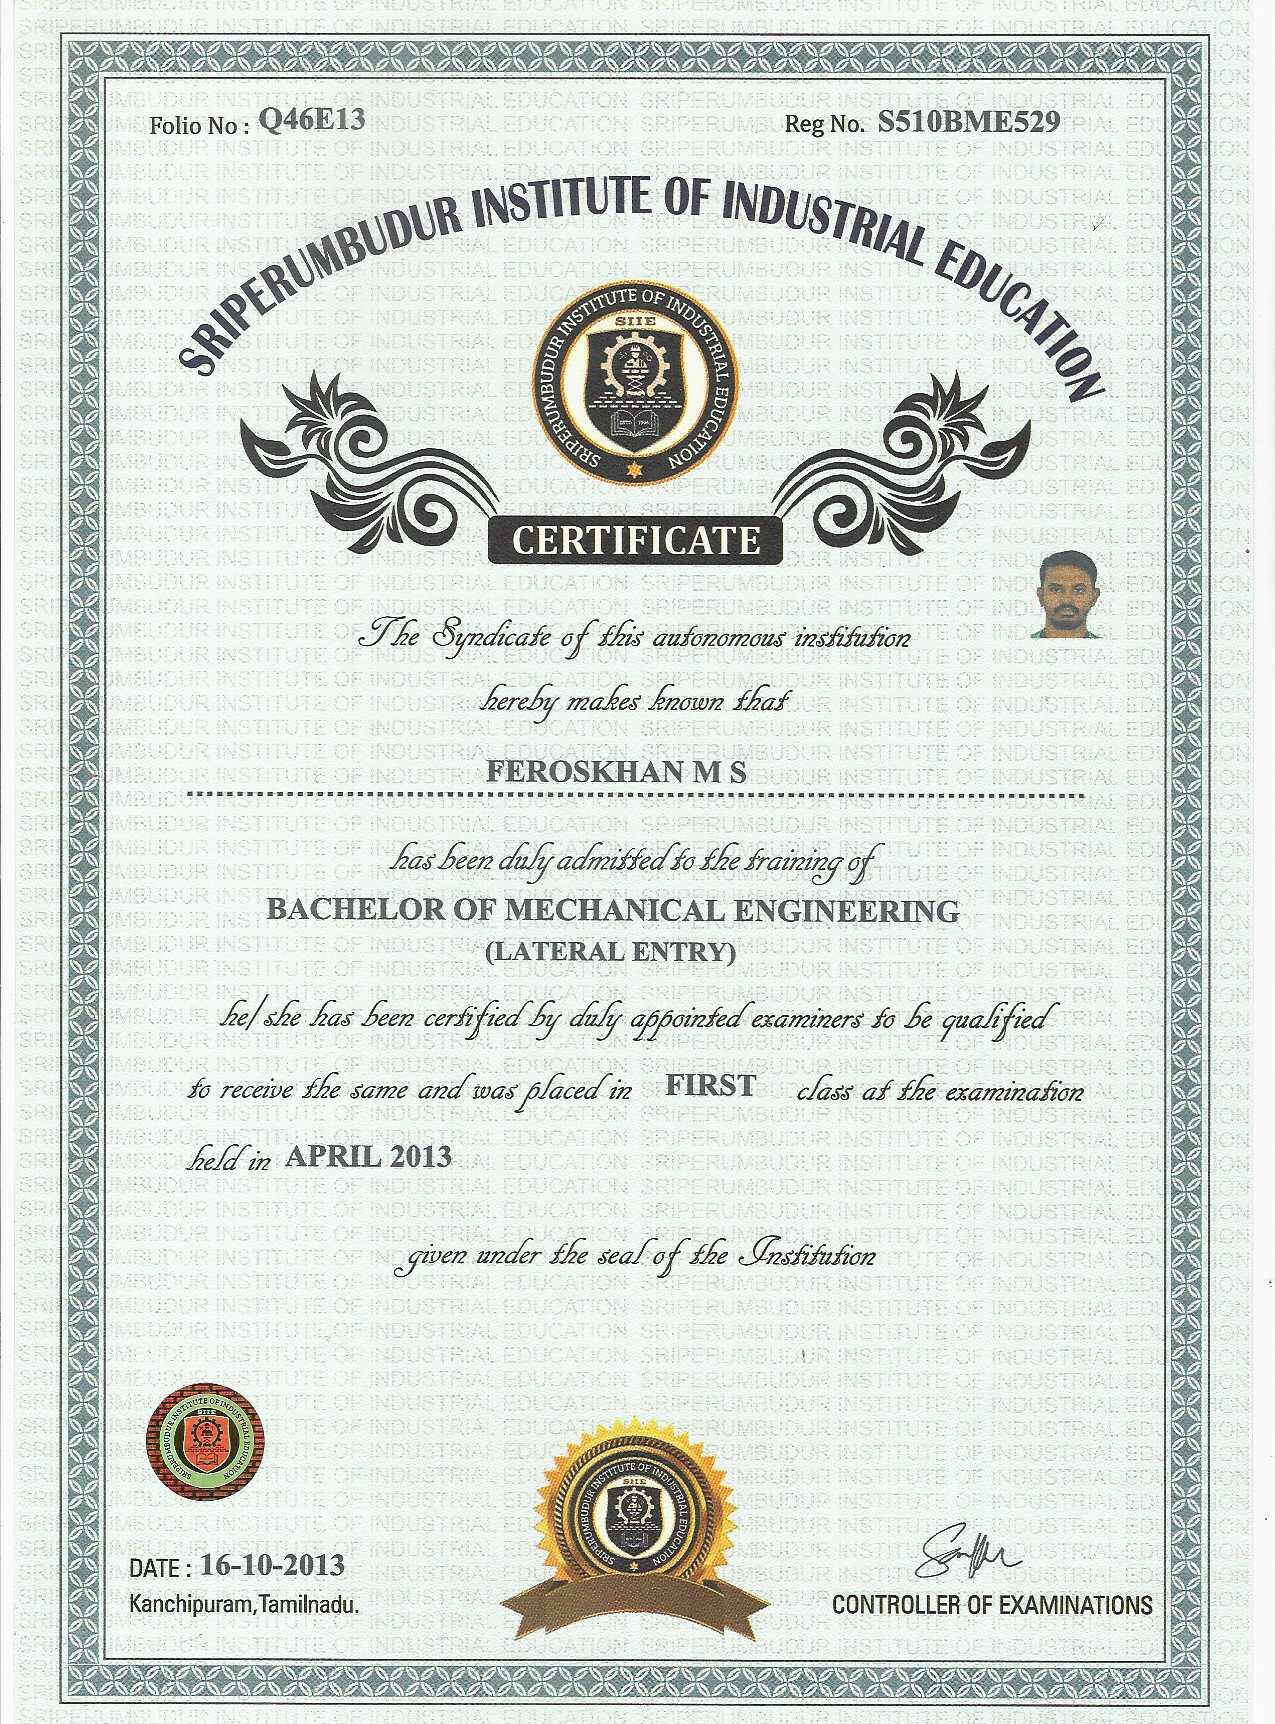 Folio No : Q46E13
Reg No. S510BME529
SRIPERUMBUDUR INSTITUTE OF INDUSTRIAL EDUCATION
SRIPERUMBUDUR INSTITUTE OF INDUSTRIAL EDUCATION
SIIE
ESTD 
CERTIFICATE
The Syndicate of this autonomous institution
hereby makes known that
FEROSKHAN M S
has been duly admitted to the training of
BACHELOR OF MECHANICAL ENGINEERING
(LATERAL ENTRY)
he/ she has been certified by duly appointed examiners to be qualified
to receive the same and was placed in FIRST class at the examination
held in APRIL 2013
given under the seal of the Institution
SRIPERUMBUDUR INSTITUTE OF INDUSTRIAL EDUCATION
SIIE
SRIPERUMBUDUR INSTITUTE OF INDUSTRIAL EDUCATION
SIIE
DATE : 16-10-2013
Kanchipuram,Tamilnadu.
CONTROLLER OF EXAMINATIONS